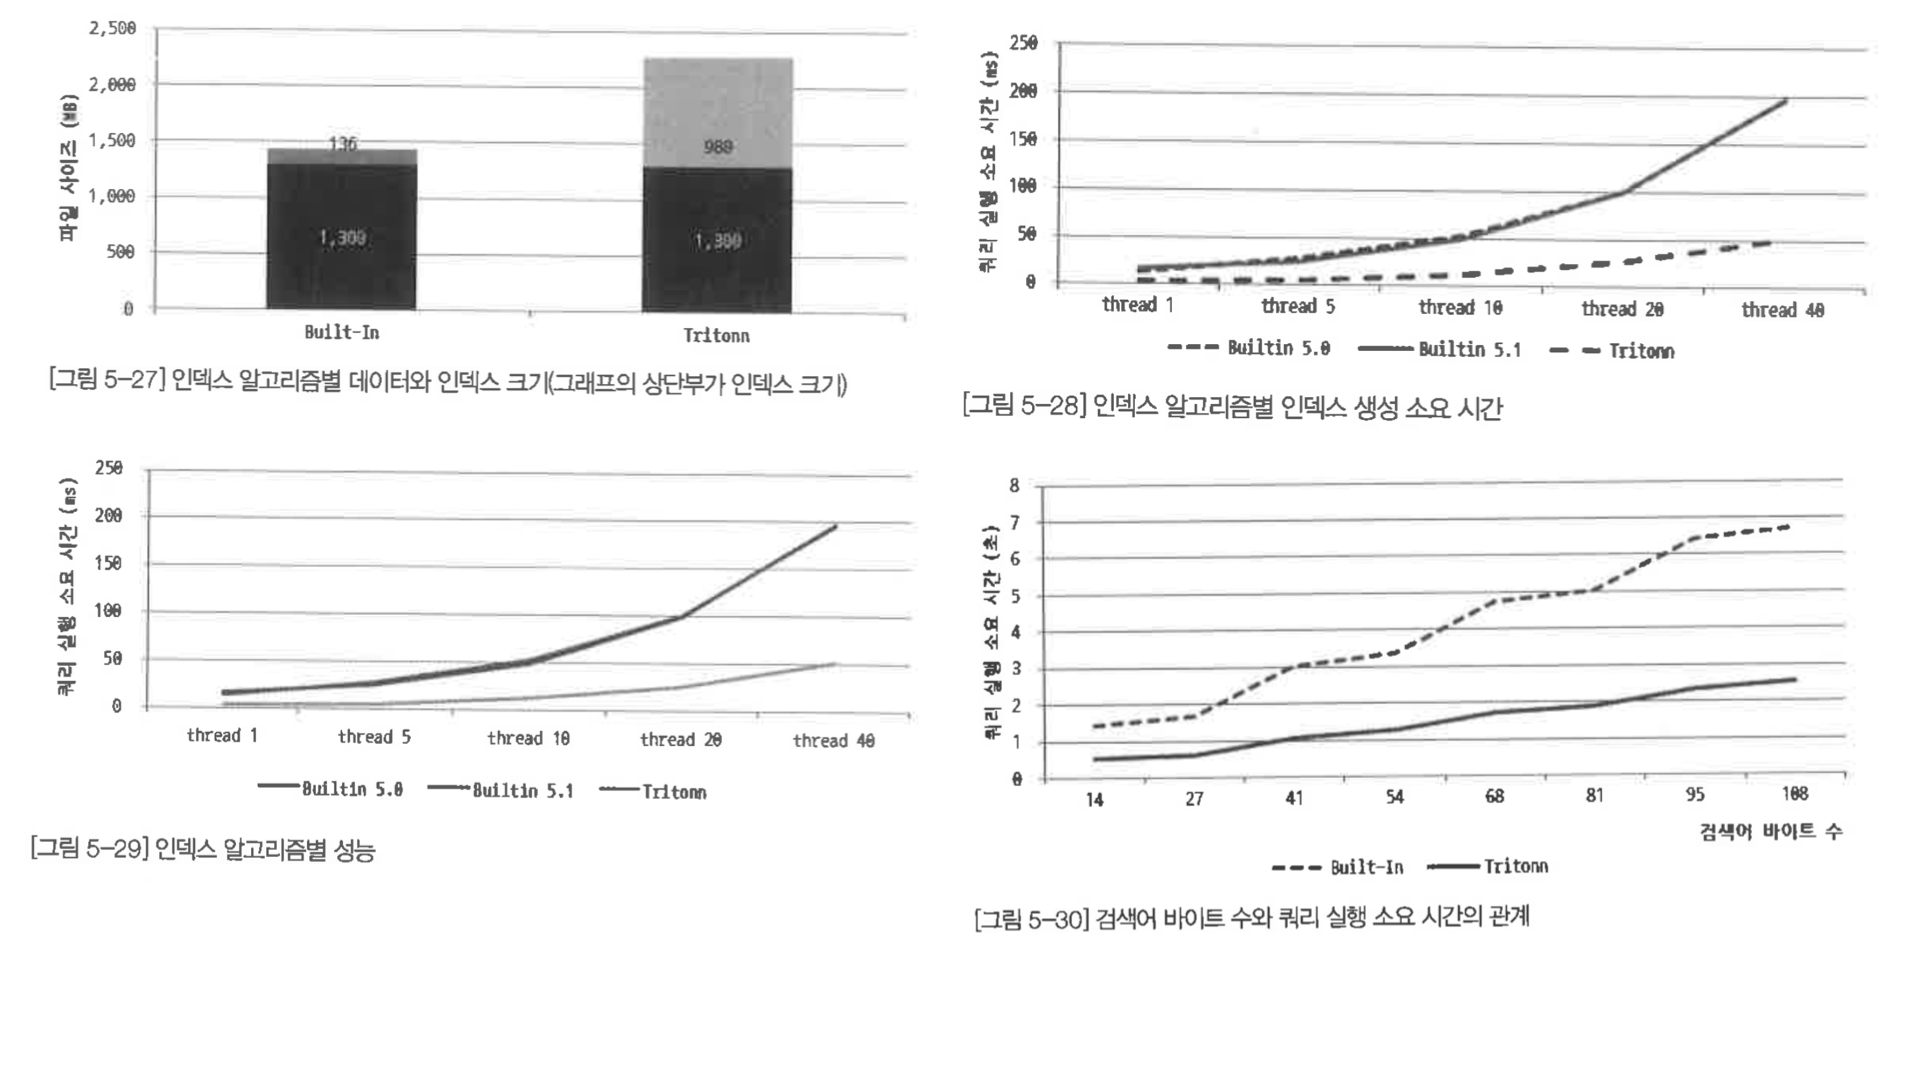 2,500
2,000
1,500
1,000
500
0
파일 사이즈 (MB)
136
1,300
980
1,300
Built-In
Tritonn
[그림 5-27] 인덱스 알고리즘별 데이터와 인덱스 크기(그래프의 상단부가 인덱스 크기)
250
200
150
100
50
0
쿼리 실행 소요 시간 (ms)
thread 1
thread 5
thread 10
thread 20
thread 40
Builtin 5.0
Builtin 5.1
Tritonn
[그림 5-28] 인덱스 알고리즘별 인덱스 생성 소요 시간
250
200
150
100
50
0
쿼리 실행 소요 시간 (ms)
thread 1
thread 5
thread 10
thread 20
thread 40
Builtin 5.0
Builtin 5.1
Tritonn
[그림 5-29] 인덱스 알고리즘별 성능
8
7
6
5
4
3
2
1
0
쿼리 실행 소요 시간 (초)
14
27
41
54
68
81
95
108
검색어 바이트 수
Built-In
Tritonn
[그림 5-30] 검색어 바이트 수와 쿼리 실행 소요 시간의 관계